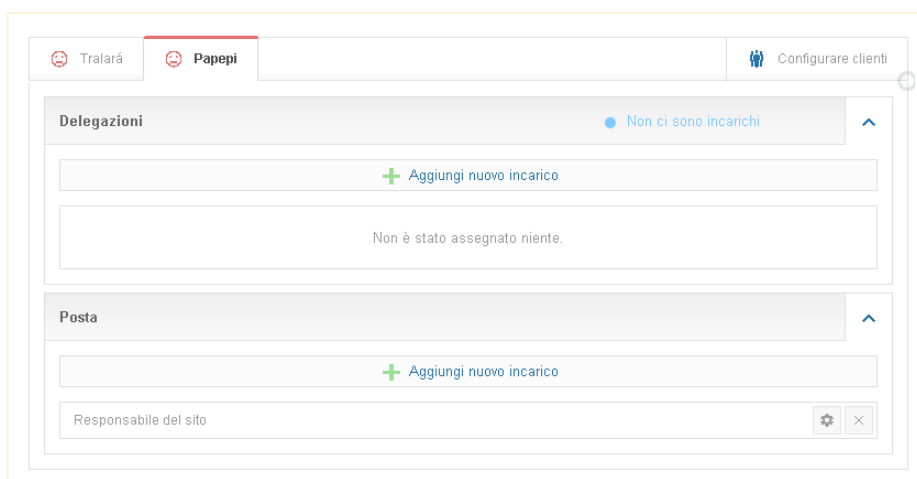 Tralará
Papepi
Configurare clienti
Delegazioni
Non ci sono incarichi
Aggiungi nuovo incarico
Non è stato assegnato niente.
Posta
Aggiungi nuovo incarico
Responsabile del sito